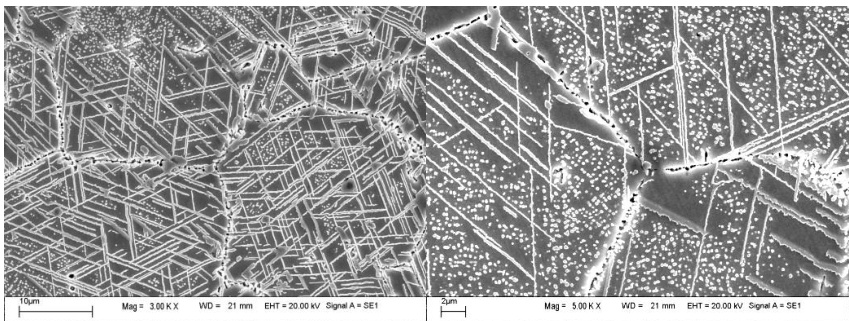 10µm
Mag = 3.00 K X WD = 21 mm EHT = 20.00 kV Signal A = SE1
2µm
Mag = 5.00 K X WD = 21 mm EHT = 20.00 kV Signal A = SE1